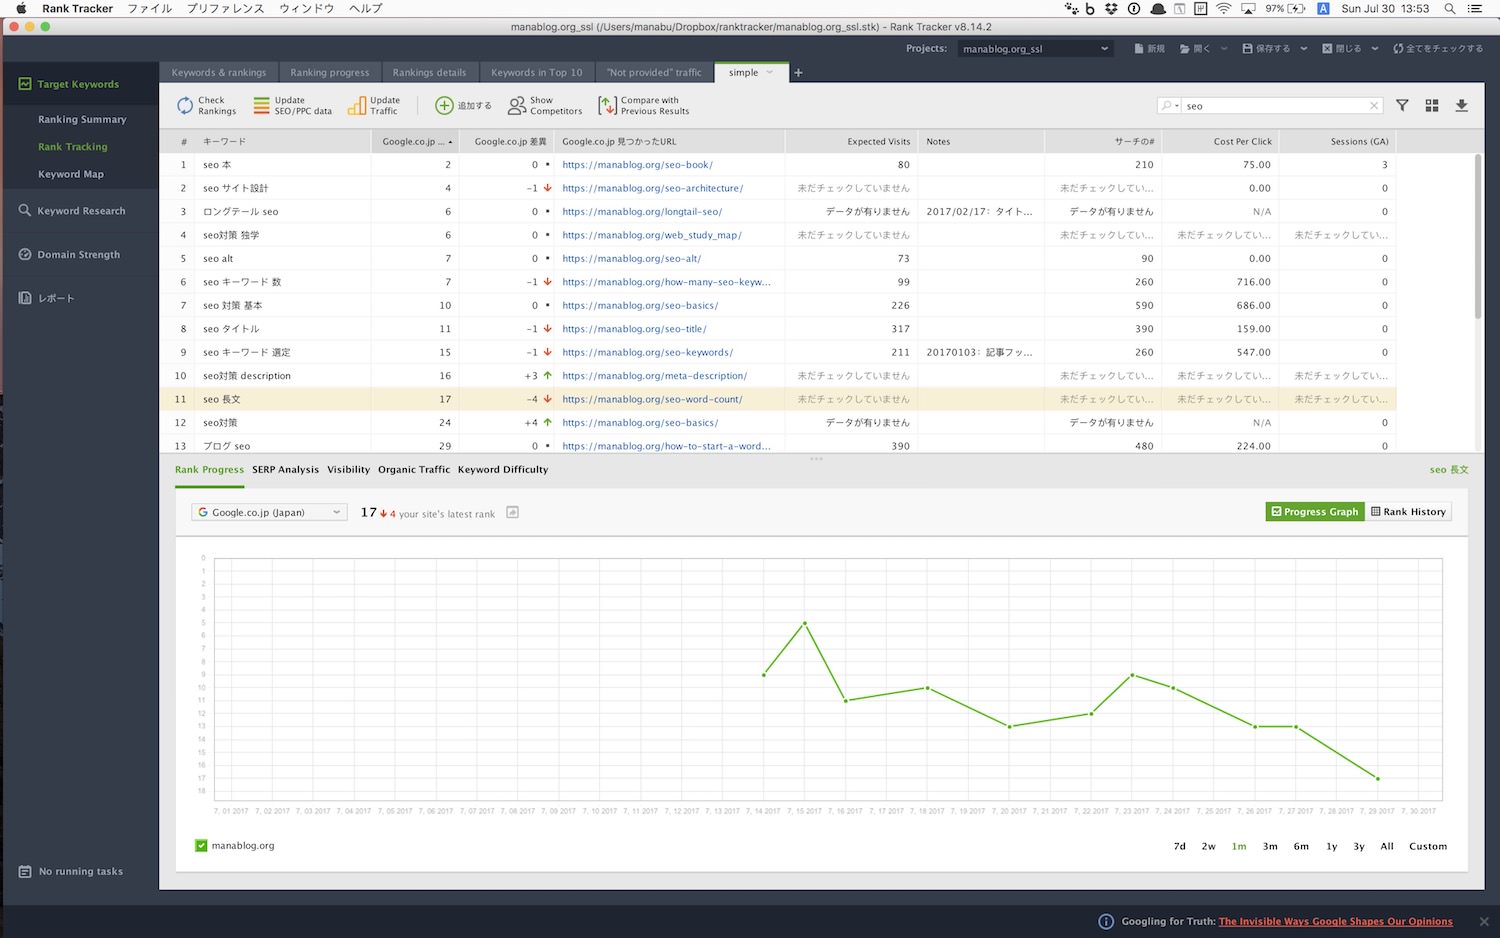 Rank Tracker ファイル プリファレンス ウィンドウ ヘルプ 97% A Sun Jul 30 13:53
manablog.org_ssl (/Users/manabu/Dropbox/ranktracker/manablog.org_ssl.stk) - Rank Tracker v8.14.2
Projects: manablog.org_ssl 新規 開く 保存する 閉じる 全てをチェックする
Target Keywords
Ranking Summary
Rank Tracking
Keyword Map
Keyword Research
Domain Strength
レポート
No running tasks
Keywords & rankings Ranking progress Rankings details Keywords in Top 10 "Not provided" traffic simple +
Check Rankings Update SEO/PPC data Update Traffic 追加する Show Competitors Compare with Previous Results seo
# キーワード Google.co.jp ... Google.co.jp 差異 Google.co.jp 見つかったURL Expected Visits Notes サーチの# Cost Per Click Sessions (GA)
1 seo 本 2 0 https://manablog.org/seo-book/ 80 210 75.00 3
2 seo サイト設計 4 -1 https://manablog.org/seo-architecture/ 未だチェックしていません 未だチェックしてい... 0.00 0
3 ロングテール seo 6 0 https://manablog.org/longtail-seo/ データが有りません 2017/02/17: タイト... データが有りません N/A 0
4 seo対策 独学 6 0 https://manablog.org/web_study_map/ 未だチェックしていません 未だチェックしてい... 未だチェックしてい... 未だチェックしてい...
5 seo alt 7 0 https://manablog.org/seo-alt/ 73 90 0.00 0
6 seo キーワード 数 7 -1 https://manablog.org/how-many-seo-keyw... 99 260 716.00 0
7 seo 対策 基本 10 0 https://manablog.org/seo-basics/ 226 590 686.00 0
8 seo タイトル 11 -1 https://manablog.org/seo-title/ 317 390 159.00 0
9 seo キーワード 選定 15 -1 https://manablog.org/seo-keywords/ 211 20170103: 記事フッ... 260 547.00 0
10 seo対策 description 16 +3 https://manablog.org/meta-description/ 未だチェックしていません 未だチェックしてい... 未だチェックしてい... 未だチェックしてい...
11 seo 長文 17 -4 https://manablog.org/seo-word-count/ 未だチェックしていません 未だチェックしてい... 未だチェックしてい... 未だチェックしてい...
12 seo対策 24 +4 https://manablog.org/seo-basics/ データが有りません データが有りません N/A 0
13 ブログ seo 29 0 https://manablog.org/how-to-start-a-word... 390 480 224.00 0
Rank Progress SERP Analysis Visibility Organic Traffic Keyword Difficulty seo 長文
Google.co.jp (Japan) 17 4 your site's latest rank Progress Graph Rank History
0
1
2
3
4
5
6
7
8
9
10
11
12
13
14
15
16
17
18
7, 01 2017 7, 02 2017 7, 03 2017 7, 04 2017 7, 05 2017 7, 06 2017 7, 07 2017 7, 08 2017 7, 09 2017 7, 10 2017 7, 11 2017 7, 12 2017 7, 13 2017 7, 14 2017 7, 15 2017 7, 16 2017 7, 17 2017 7, 18 2017 7, 19 2017 7, 20 2017 7, 21 2017 7, 22 2017 7, 23 2017 7, 24 2017 7, 25 2017 7, 26 2017 7, 27 2017 7, 28 2017 7, 29 2017 7, 30 2017
manablog.org 7d 2w 1m 3m 6m 1y 3y All Custom
Googling for Truth: The Invisible Ways Google Shapes Our Opinions